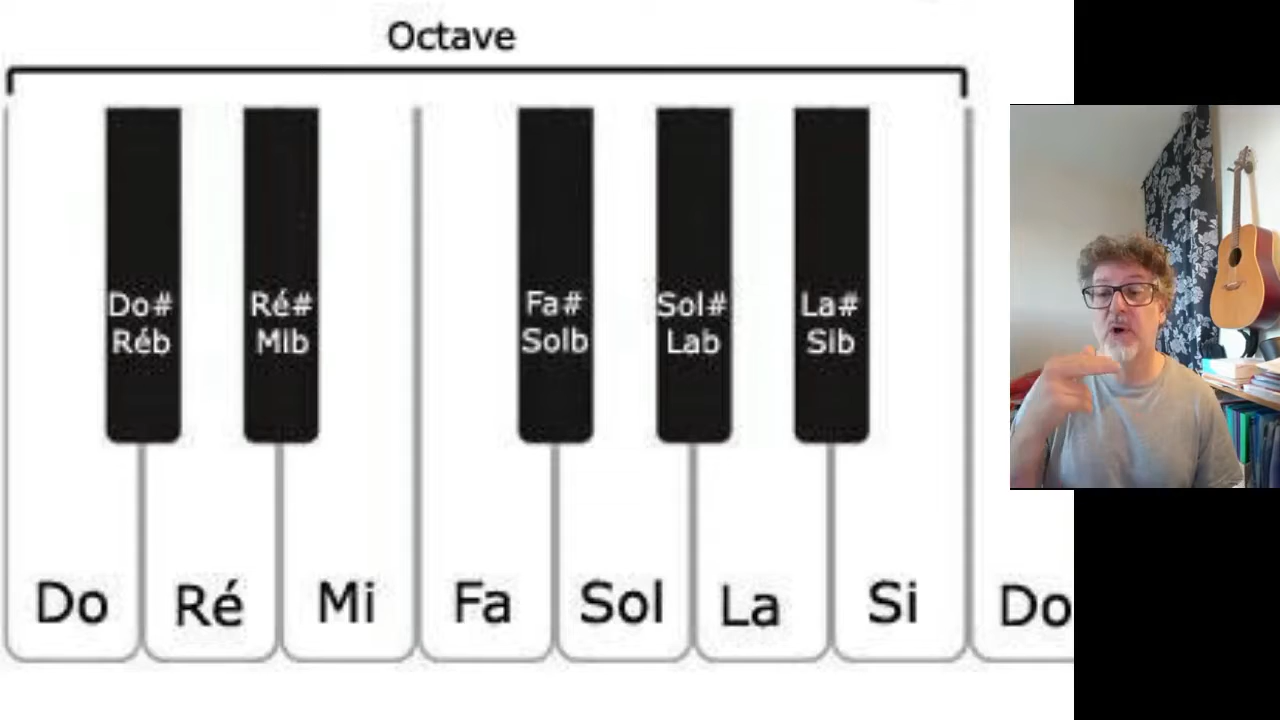 Octave
Do# Ré# Fa# Sol# La#
Réb Mib Solb Lab Sib
Do Ré Mi Fa Sol La Si Do